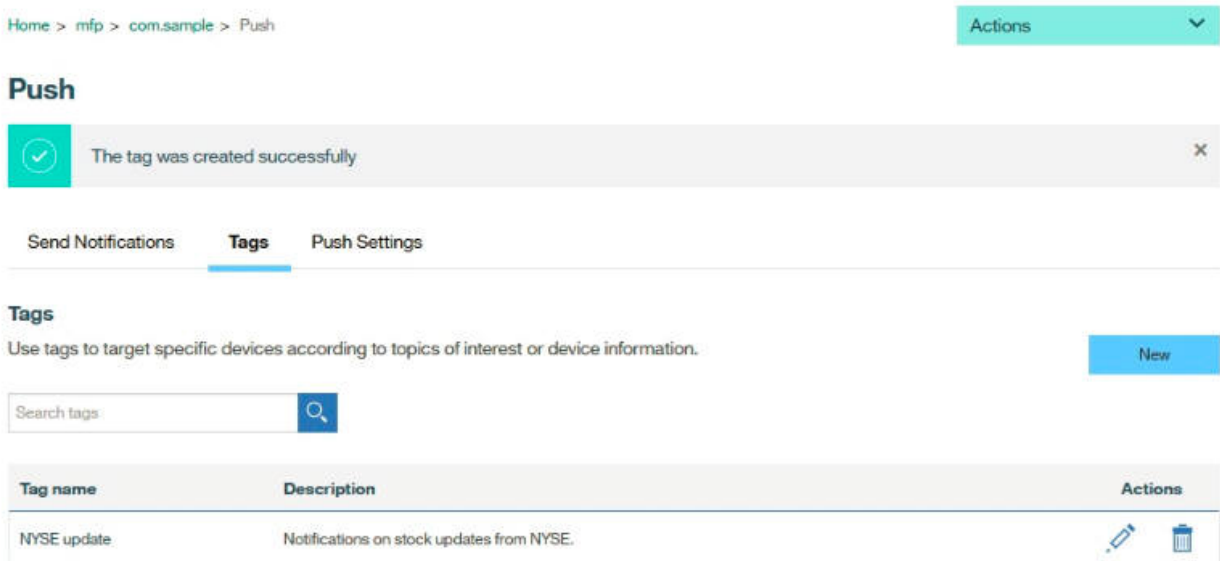 Home > mfp > com.sample > Push
Actions
Push
The tag was created successfully
Send Notifications Tags Push Settings
Tags
Use tags to target specific devices according to topics of interest or device information.
New
Search tags
Tag name Description Actions
NYSE update Notifications on stock updates from NYSE.